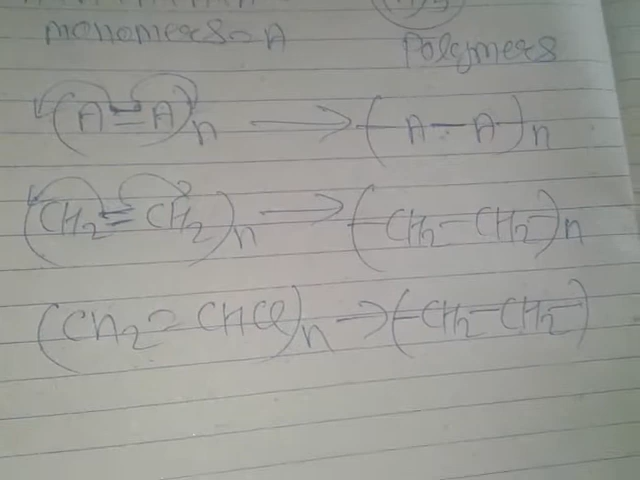 monomers = A Polymers
(A=A)n → (-A-A)n
(CH2=CH2)n → (-CH2-CH2-)n
(CH2=CHCl)n → (-CH2-CH2-)